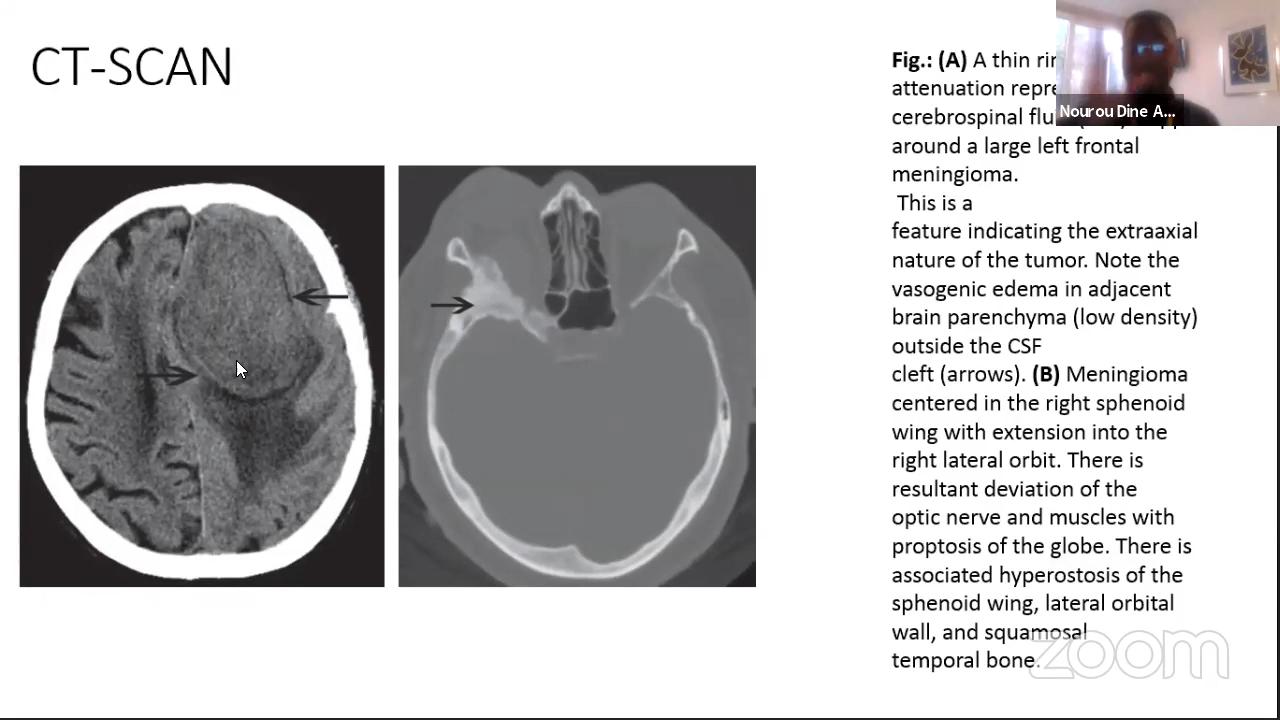 CT-SCAN
Fig.: (A) A thin
attenuation
cerebrospinal
around a large left frontal
meningioma.
This is a
feature indicating the extraaxial
nature of the tumor. Note the
vasogenic edema in adjacent
brain parenchyma (low density)
outside the CSF
cleft (arrows). (B) Meningioma
centered in the right sphenoid
wing with extension into the
right lateral orbit. There is
resultant deviation of the
optic nerve and muscles with
proptosis of the globe. There is
associated hyperostosis of the
sphenoid wing, lateral orbital
wall, and squamosal
temporal bone.
Nourou Dine A...
zoom